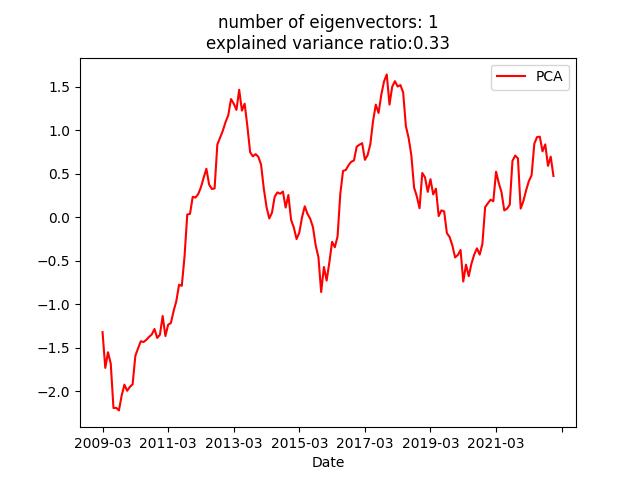 number of eigenvectors: 1
explained variance ratio:0.33
PCA
1.5
1.0
0.5
0.0
−0.5
−1.0
−1.5
−2.0
2009-03 2011-03 2013-03 2015-03 2017-03 2019-03 2021-03
Date